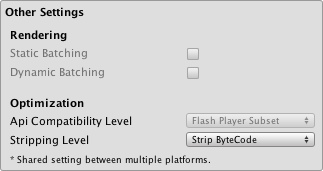 Other Settings
Rendering
Static Batching
Dynamic Batching
Optimization
Api Compatibility Level Flash Player Subset
Stripping Level Strip ByteCode
* Shared setting between multiple platforms.